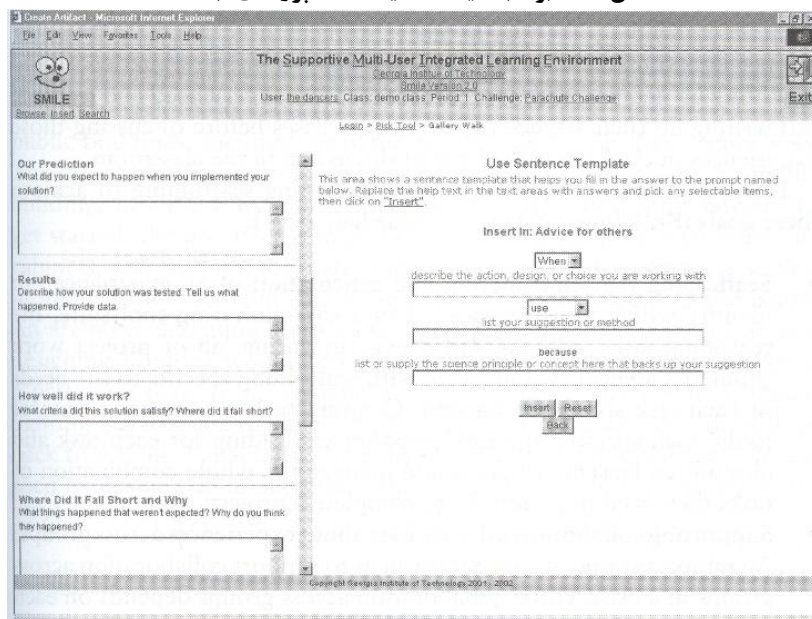 Create Artifact - Microsoft Internet Explorer
File Edit View Favorites Tools Help
SMILE
Browse Insert Search
The Supportive Multi-User Integrated Learning Environment
Georgia Institute of Technology
Smile Version 2.0
User: the dancers Class: demo class Period: 1 Challenge: Parachute Challenge
Exit
Login > Pick Tool > Gallery Walk
Our Prediction
What did you expect to happen when you implemented your
solution?
Results
Describe how your solution was tested. Tell us what
happened. Provide data.
How well did it work?
What criteria did this solution satisfy? Where did it fall short?
Where Did It Fall Short and Why
What things happened that weren't expected? Why do you think
they happened?
Use Sentence Template
This area shows a sentence template that helps you fill in the answer to the prompt named
below. Replace the help text in the text areas with answers and pick any selectable items,
then click on "Insert".
Insert In: Advice for others
When
describe the action, design, or choice you are working with
use
list your suggestion or method
because
list or supply the science principle or concept here that backs up your suggestion
Insert Reset
Back
Copyright Georgia Institute of Technology 2001, 2002